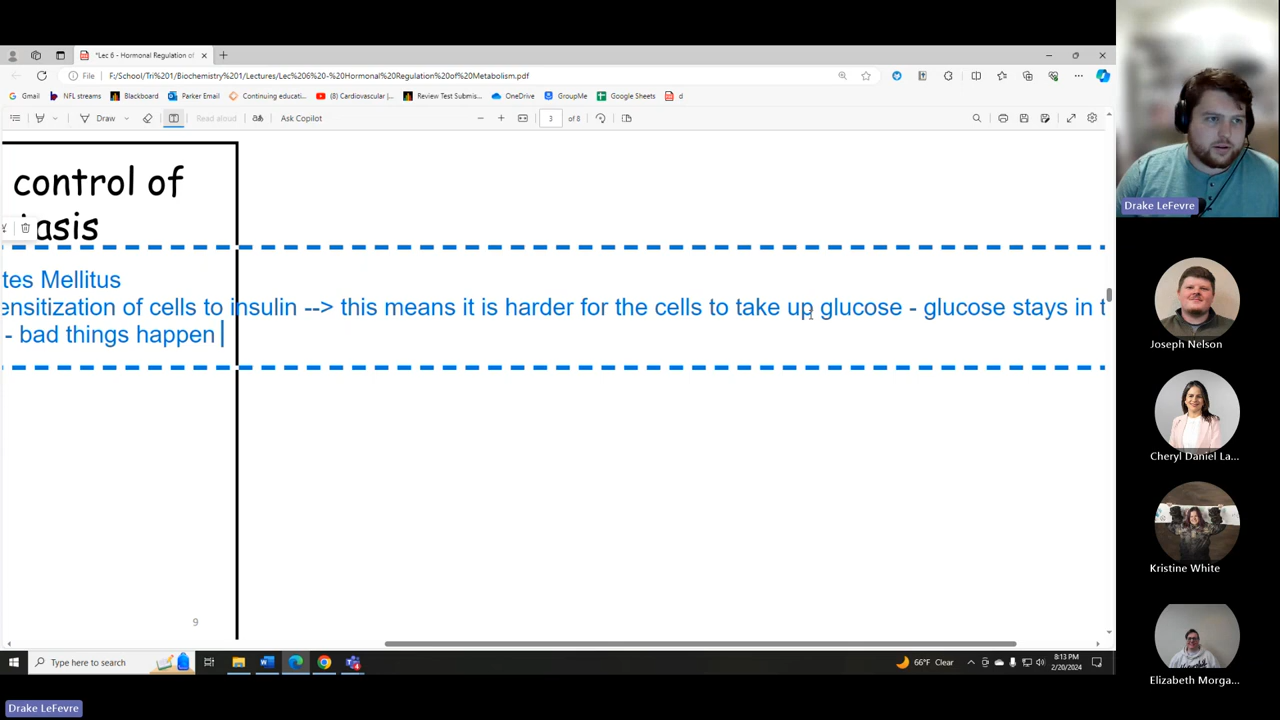 *Lec 6 - Hormonal Regulation of
File
F:/School/Tri%201/Biochemistry%201/Lectures/Lec%206%20-%20Hormonal%20Regulation%20of%20Metabolism.pdf
Gmail
NFL streams
Blackboard
Parker Email
Continuing educati...
(8) Cardiovascular |...
Review Test Submis...
OneDrive
GroupMe
Google Sheets
d
Draw
Read aloud
aあ
Ask Copilot
3
of 8
control of
asis
tes Mellitus
ensitization of cells to insulin --> this means it is harder for the cells to take up glucose - glucose stays in t
- bad things happen
9
Type here to search
66°F Clear
8:13 PM
2/20/2024
Drake LeFevre
Joseph Nelson
Cheryl Daniel La...
Kristine White
Elizabeth Morga...
Drake LeFevre